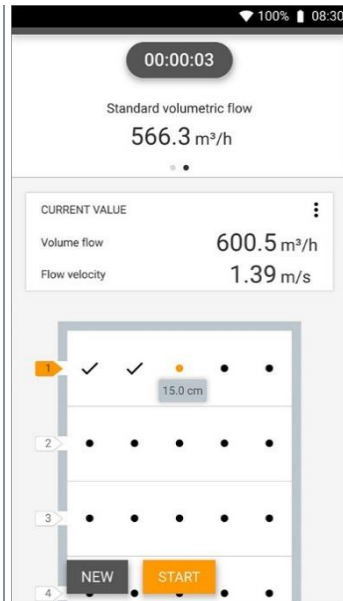 100% 08:30
00:00:03
Standard volumetric flow
566.3 m³/h
CURRENT VALUE
Volume flow 600.5 m³/h
Flow velocity 1.39 m/s
1
15.0 cm
2
3
4
NEW START